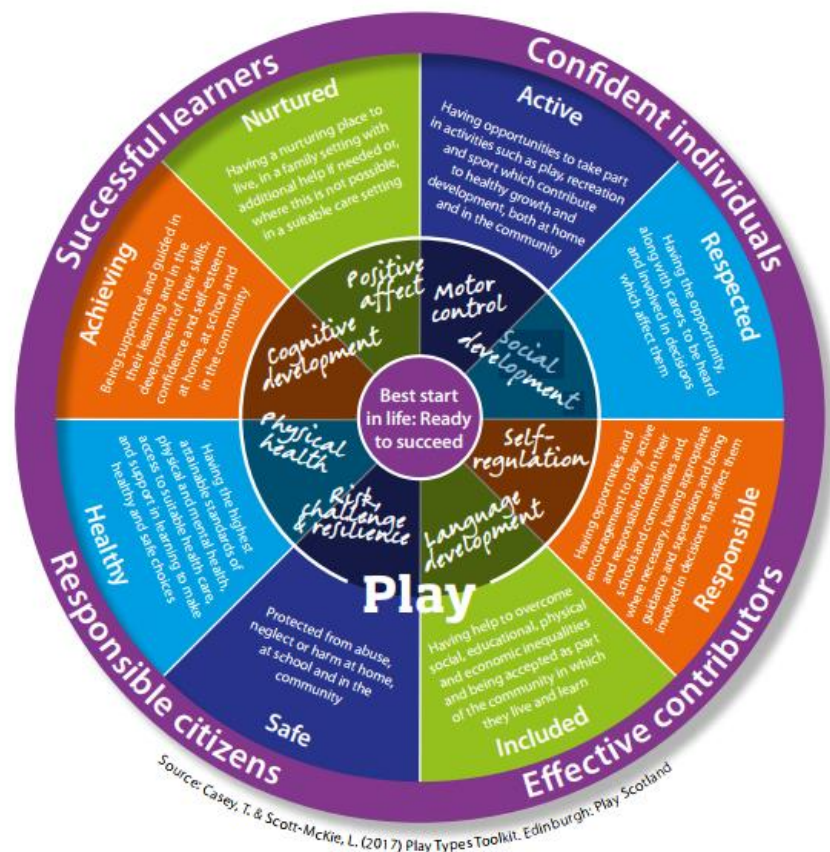 Successful learners
Confident individuals
Nurtured
Having a nurturing place to
live, in a family setting with
additional help if needed or,
where this is not possible,
in a suitable care setting
Active
Having opportunities to take part
in activities such as play, recreation
and sport which contribute
to healthy growth and
development, both at home
and in the community
Achieving
Being supported and guided in
their learning and in the
development of their skills,
confidence and self-esteem
at home, at school and
in the community
Respected
Having the opportunity,
along with carers, to be heard
and involved in decisions
which affect them
Positive
affect
Motor
control
Cognitive
development
Social
development
Best start
in life: Ready
to succeed
Physical
health
Self-
regulation
Risk,
challenge
& resilience
Language
development
Play
Healthy
Having the highest
attainable standards of
physical and mental health,
access to suitable health care,
and support in learning to make
healthy and safe choices
Responsible
Having opportnities and
encouragement to play active
and responsible roles in their
schools and communities and,
where necessary, having appropriate
guidance and supervision and being
involved in decisions that affect them
Protected from abuse,
neglect or harm at home,
at school and in the
community
Safe
Having help to overcome
social, educational, physical
and economic inequalities
and being accepted as part
of the community in which
they live and learn
Included
Responsible citizens
Effective contributors
Source: Casey, T. & Scott-McKie, L. (2017) Play Types Toolkit. Edinburgh: Play Scotland